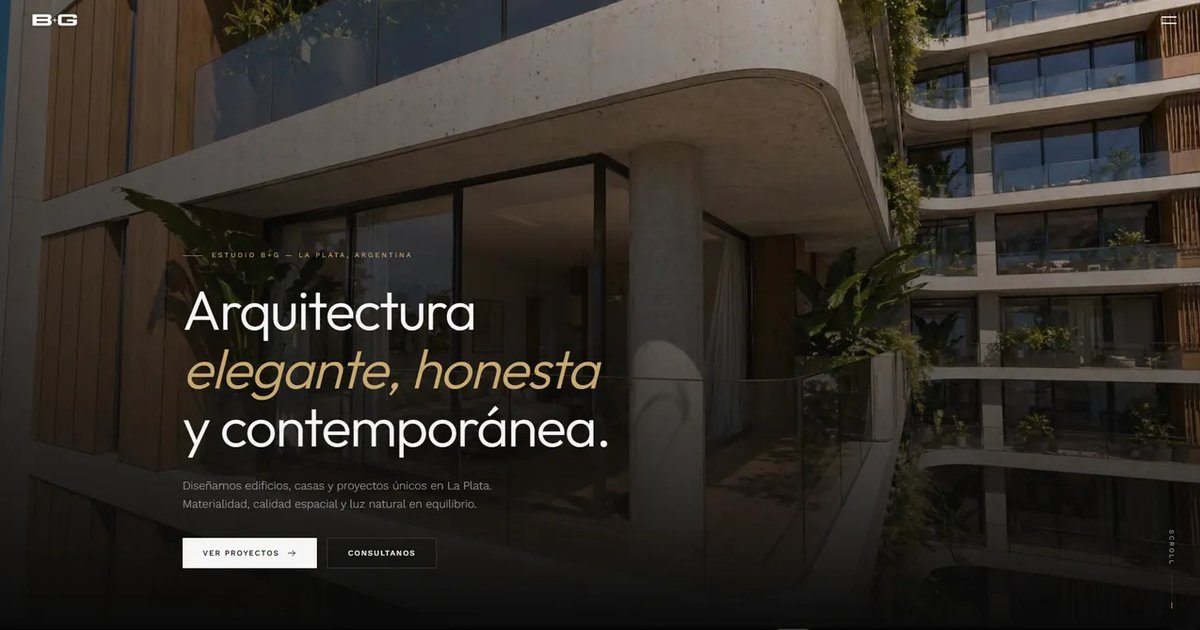 B+G
ESTUDIO B+G — LA PLATA, ARGENTINA
Arquitectura
elegante, honesta
y contemporánea.
Diseñamos edificios, casas y proyectos únicos en La Plata.
Materialidad, calidad espacial y luz natural en equilibrio.
VER PROYECTOS →
CONSULTANOS
SCROLL